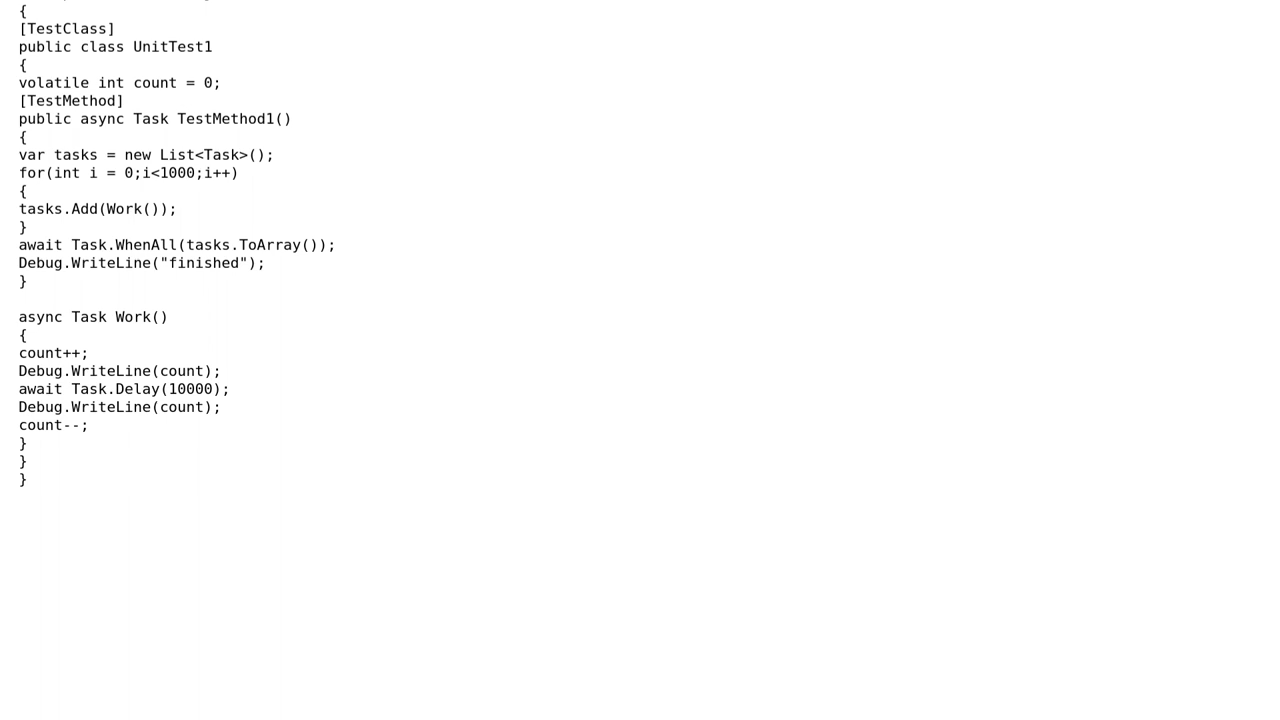 {
[TestClass]
public class UnitTest1
{
volatile int count = 0;
[TestMethod]
public async Task TestMethod1()
{
var tasks = new List<Task>();
for(int i = 0;i<1000;i++)
{
tasks.Add(Work());
}
await Task.WhenAll(tasks.ToArray());
Debug.WriteLine("finished");
}

async Task Work()
{
count++;
Debug.WriteLine(count);
await Task.Delay(10000);
Debug.WriteLine(count);
count--;
}
}
}